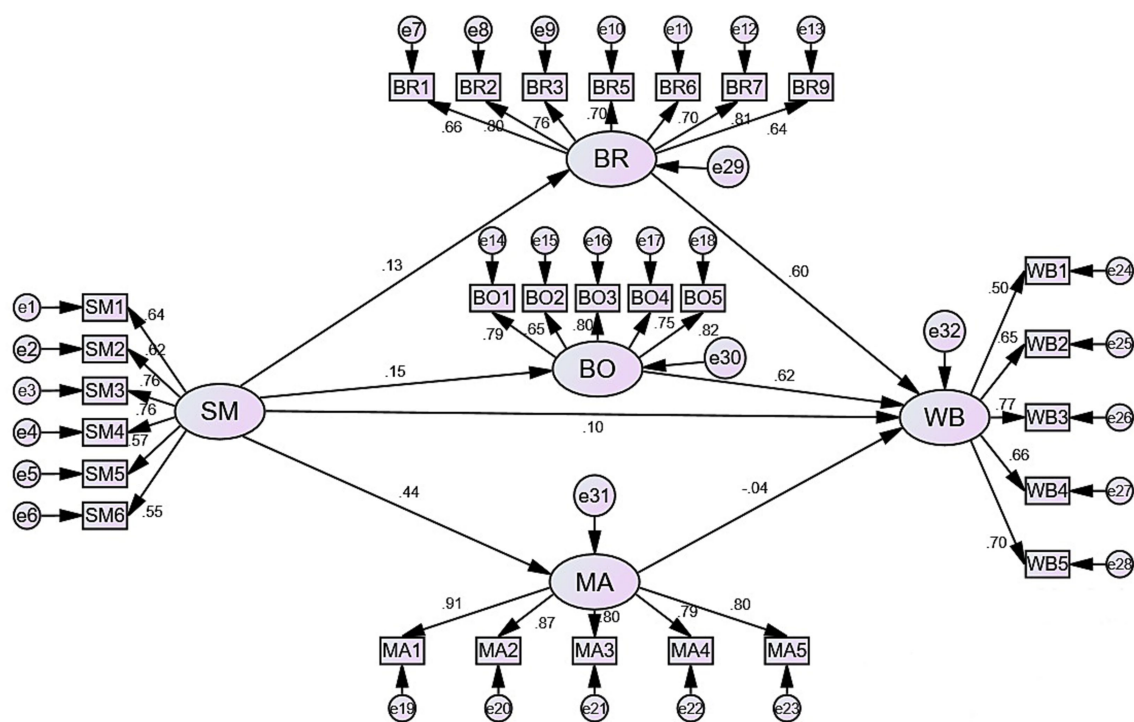 e7 e8 e9 e10 e11 e12 e13
BR1 BR2 BR3 BR5 BR6 BR7 BR9
.66 .80 .76 .70 .70 .81 .64
BR
e29
e14 e15 e16 e17 e18
.13
.60
BO1 BO2 BO3 BO4 BO5
.79 .65 .80 .75 .82
BO
e30
e1 SM1 .64
e2 SM2 .62
e3 SM3 .76
e4 SM4 .76
e5 SM5 .57
e6 SM6 .55
SM
.15
.62
.10
e32
WB
.50 WB1 e24
.65 WB2 e25
.77 WB3 e26
.66 WB4 e27
.70 WB5 e28
.44
e31
-.04
MA
.91 .87 .80 .79 .80
MA1 MA2 MA3 MA4 MA5
e19 e20 e21 e22 e23